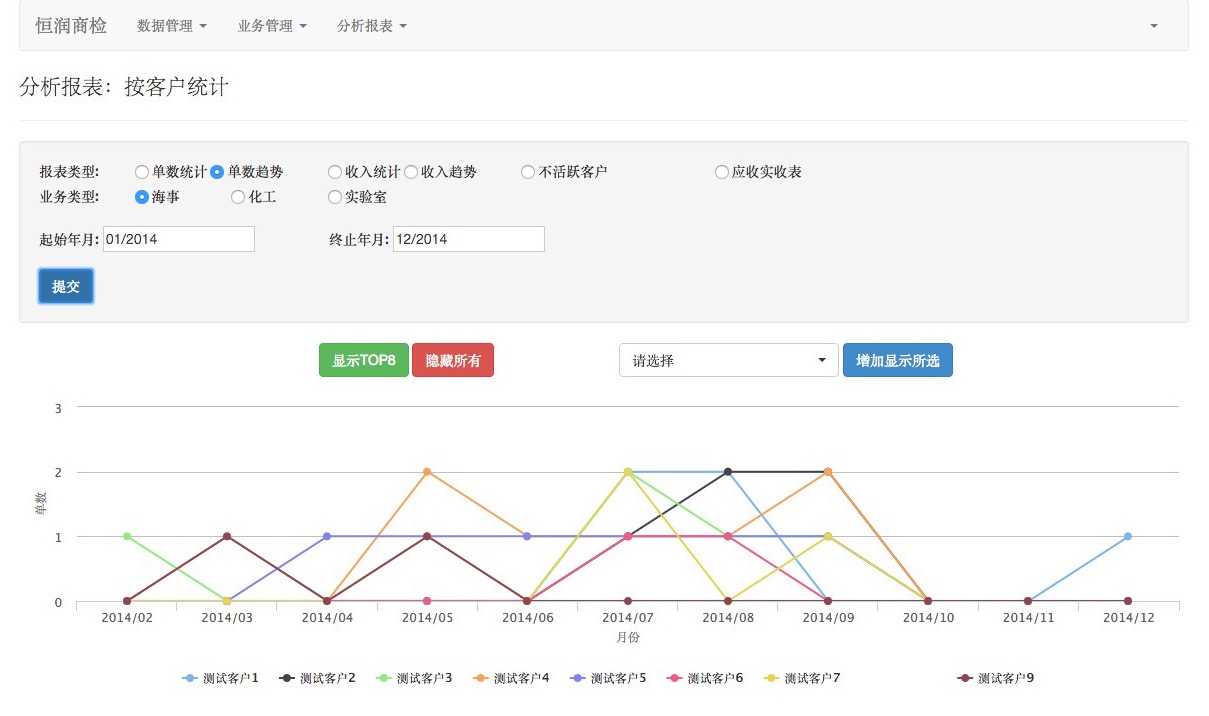 恒润商检 数据管理 业务管理 分析报表
分析报表：按客户统计
报表类型: 单数统计 单数趋势 收入统计 收入趋势 不活跃客户 应收实收表
业务类型: 海事 化工 实验室
起始年月: 01/2014 终止年月: 12/2014
提交
显示TOP8 隐藏所有 请选择 增加显示所选
3
2
单数
1
0
2014/02 2014/03 2014/04 2014/05 2014/06 2014/07 2014/08 2014/09 2014/10 2014/11 2014/12
月份
测试客户1 测试客户2 测试客户3 测试客户4 测试客户5 测试客户6 测试客户7 测试客户9